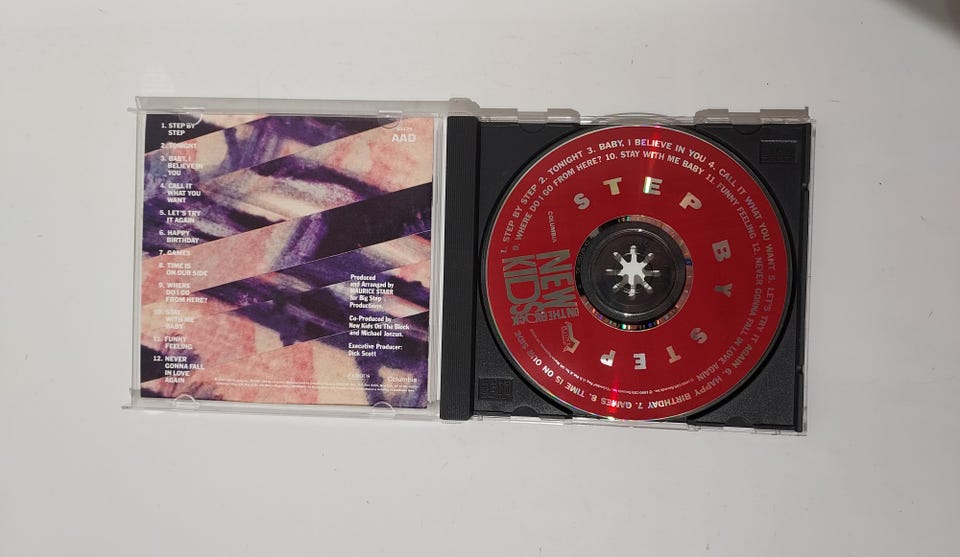 AAD
1. STEP BY
STEP
2. TONIGHT
3. BABY, I
BELIEVE IN
YOU
4. CALL IT
WHAT YOU
WANT
5. LET'S TRY
IT AGAIN
6. HAPPY
BIRTHDAY
7. GAMES
8. TIME IS
ON OUR SIDE
9. WHERE
DO I GO
FROM HERE?
10. STAY
WITH ME
BABY
11. FUNNY
FEELING
12. NEVER
GONNA FALL
IN LOVE
AGAIN
Produced
and Arranged by
MAURICE STARR
for Big Step
Productions.
Co-Produced by
New Kids On The Block
and Michael Jonzun.
Executive Producer:
Dick Scott
Columbia
1. STEP BY STEP 2. TONIGHT 3. BABY, I BELIEVE IN YOU 4. CALL IT WHAT YOU WANT 5. LET'S TRY IT AGAIN 6. HAPPY BIRTHDAY 7. GAMES 8. TIME IS ON OUR SIDE
9. WHERE DO I GO FROM HERE? 10. STAY WITH ME BABY 11. FUNNY FEELING 12. NEVER GONNA FALL IN LOVE AGAIN
STEP BY STEP
COLUMBIA
NEW
KIDS
ON THE
BLOCK